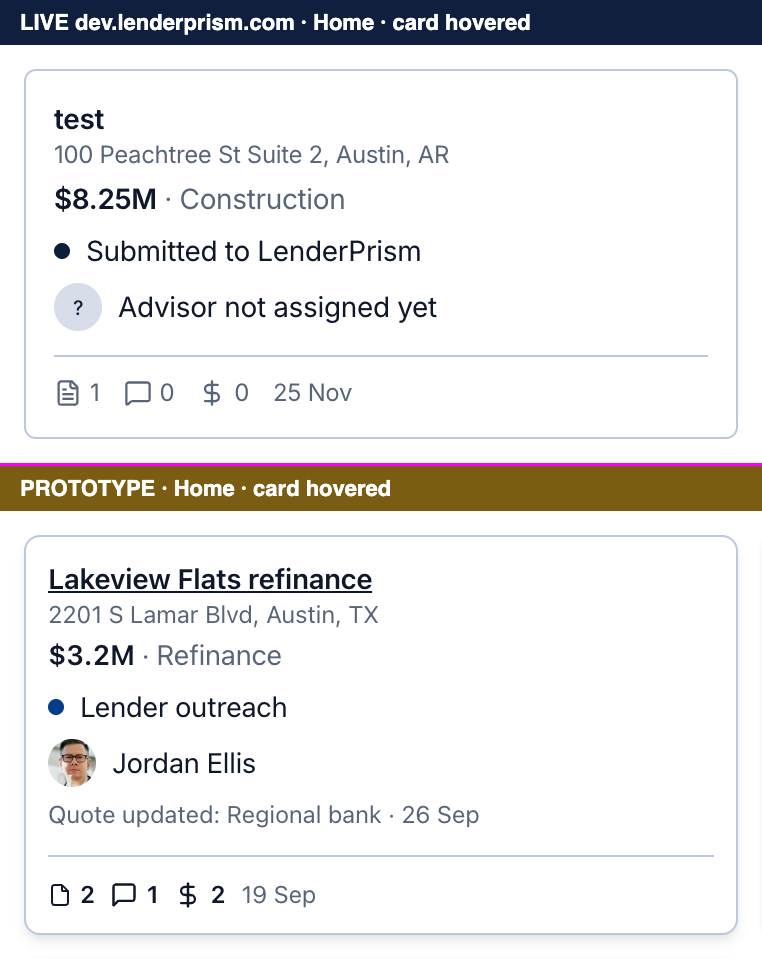 LIVE dev.lenderprism.com · Home · card hovered
test
100 Peachtree St Suite 2, Austin, AR
$8.25M · Construction
Submitted to LenderPrism
? Advisor not assigned yet
1 0 $ 0 25 Nov
PROTOTYPE · Home · card hovered
Lakeview Flats refinance
2201 S Lamar Blvd, Austin, TX
$3.2M · Refinance
Lender outreach
Jordan Ellis
Quote updated: Regional bank · 26 Sep
2 1 $ 2 19 Sep